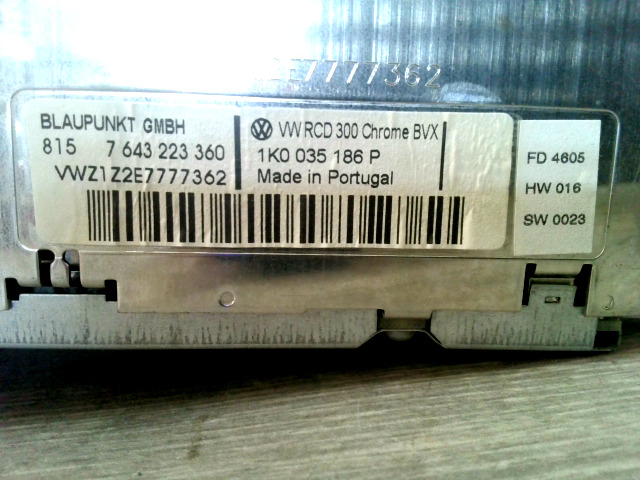 2E7777362
BLAUPUNKT GMBH
815 7 643 223 360
VWZ1Z2E7777362
VW RCD 300 Chrome BVX
1K0 035 186 P
Made in Portugal
FD 4605
HW 016
SW 0023